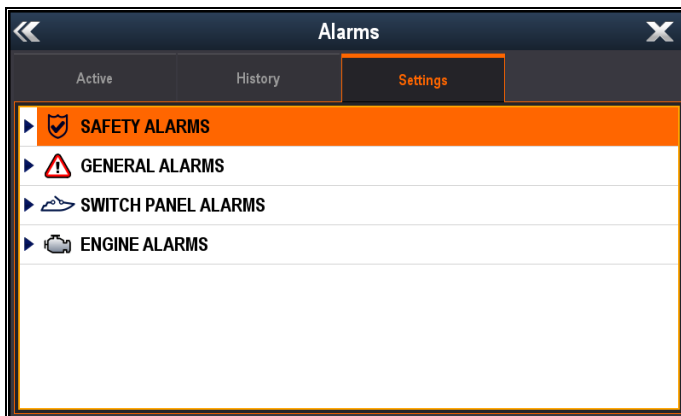 Alarms
Active History Settings
SAFETY ALARMS
GENERAL ALARMS
SWITCH PANEL ALARMS
ENGINE ALARMS